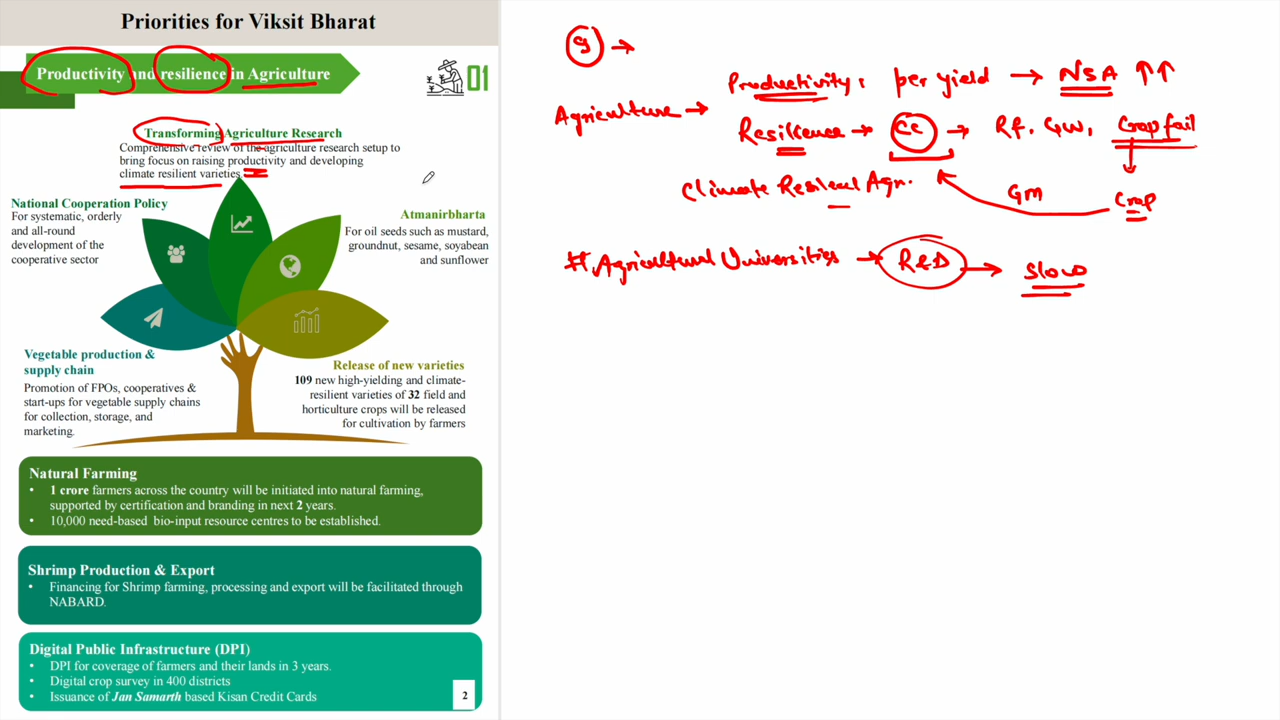 Priorities for Viksit Bharat
Productivity and resilience in Agriculture
01
Transforming Agriculture Research
Comprehensive review of the agriculture research setup to
bring focus on raising productivity and developing
climate resilient varieties.
National Cooperation Policy
For systematic, orderly
and all-round
development of the
cooperative sector
Atmanirbharta
For oil seeds such as mustard,
groundnut, sesame, soyabean
and sunflower
Vegetable production &
supply chain
Promotion of FPOs, cooperatives &
start-ups for vegetable supply chains
for collection, storage, and
marketing.
Release of new varieties
109 new high-yielding and climate-
resilient varieties of 32 field and
horticulture crops will be released
for cultivation by farmers
Natural Farming
• 1 crore farmers across the country will be initiated into natural farming,
supported by certification and branding in next 2 years.
• 10,000 need-based bio-input resource centres to be established.
Shrimp Production & Export
• Financing for Shrimp farming, processing and export will be facilitated through
NABARD.
Digital Public Infrastructure (DPI)
• DPI for coverage of farmers and their lands in 3 years.
• Digital crop survey in 400 districts
• Issuance of Jan Samarth based Kisan Credit Cards
2
9 →
Productivity: per yield → NSA ↑↑
Agriculture →
Resilience → CC → Rf. GW. Crop fail
Climate Resilent Agr.
GM
Crop
# Agricultural Universities → R&D → Slow